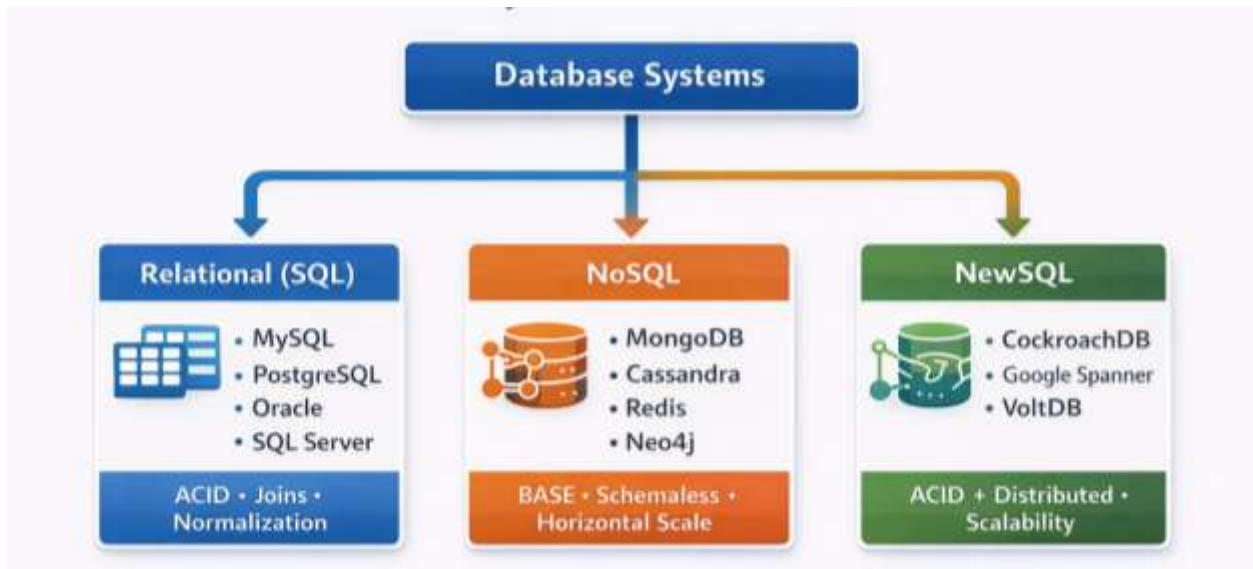 Database Systems
Relational (SQL)
• MySQL
• PostgreSQL
• Oracle
• SQL Server
ACID • Joins •
Normalization
NoSQL
• MongoDB
• Cassandra
• Redis
• Neo4j
BASE • Schemaless •
Horizontal Scale
NewSQL
• CockroachDB
• Google Spanner
• VoltDB
ACID + Distributed •
Scalability